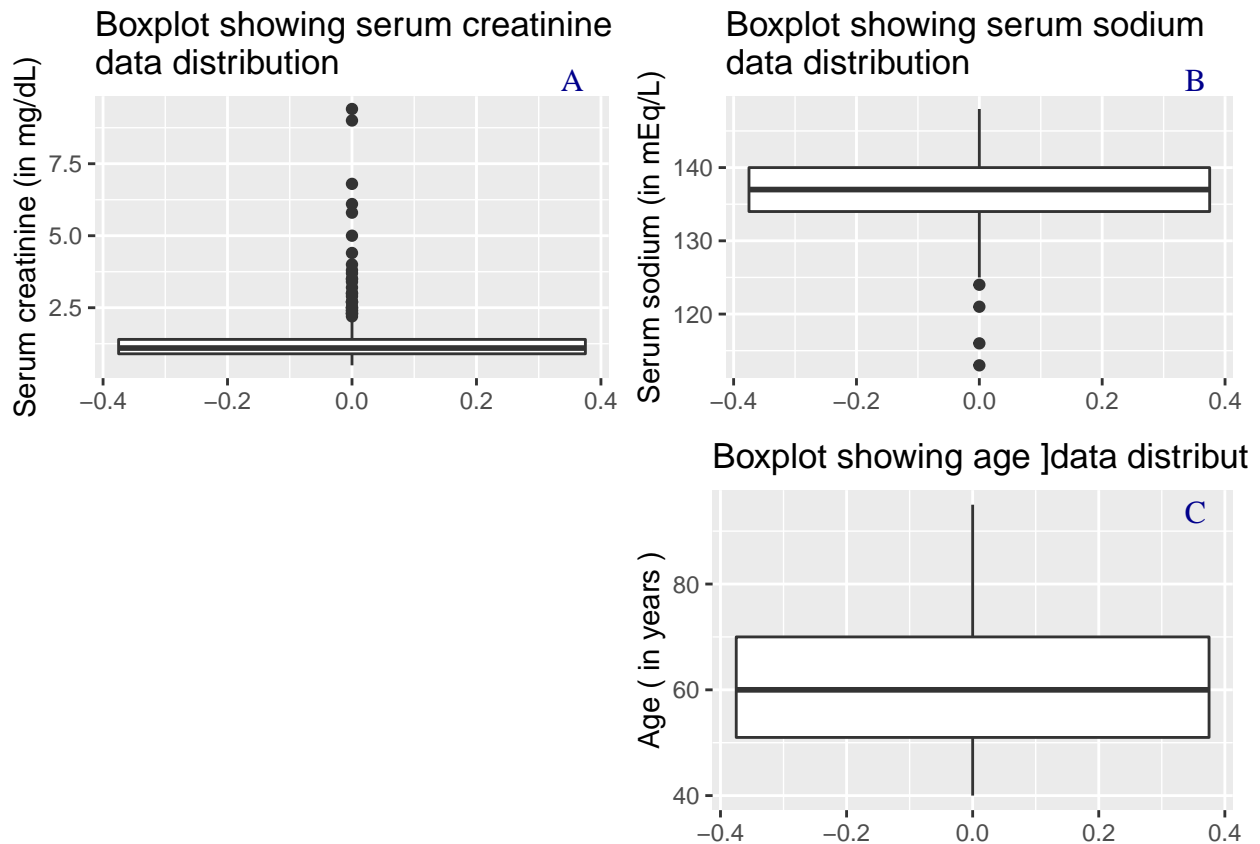 Boxplot showing serum creatinine
data distribution
A
Serum creatinine (in mg/dL)
7.5
5.0
2.5
−0.4 −0.2 0.0 0.2 0.4
Boxplot showing serum sodium
data distribution
B
Serum sodium (in mEq/L)
140
130
120
−0.4 −0.2 0.0 0.2 0.4
Boxplot showing age ]data distribut
C
Age ( in years )
80
60
40
−0.4 −0.2 0.0 0.2 0.4